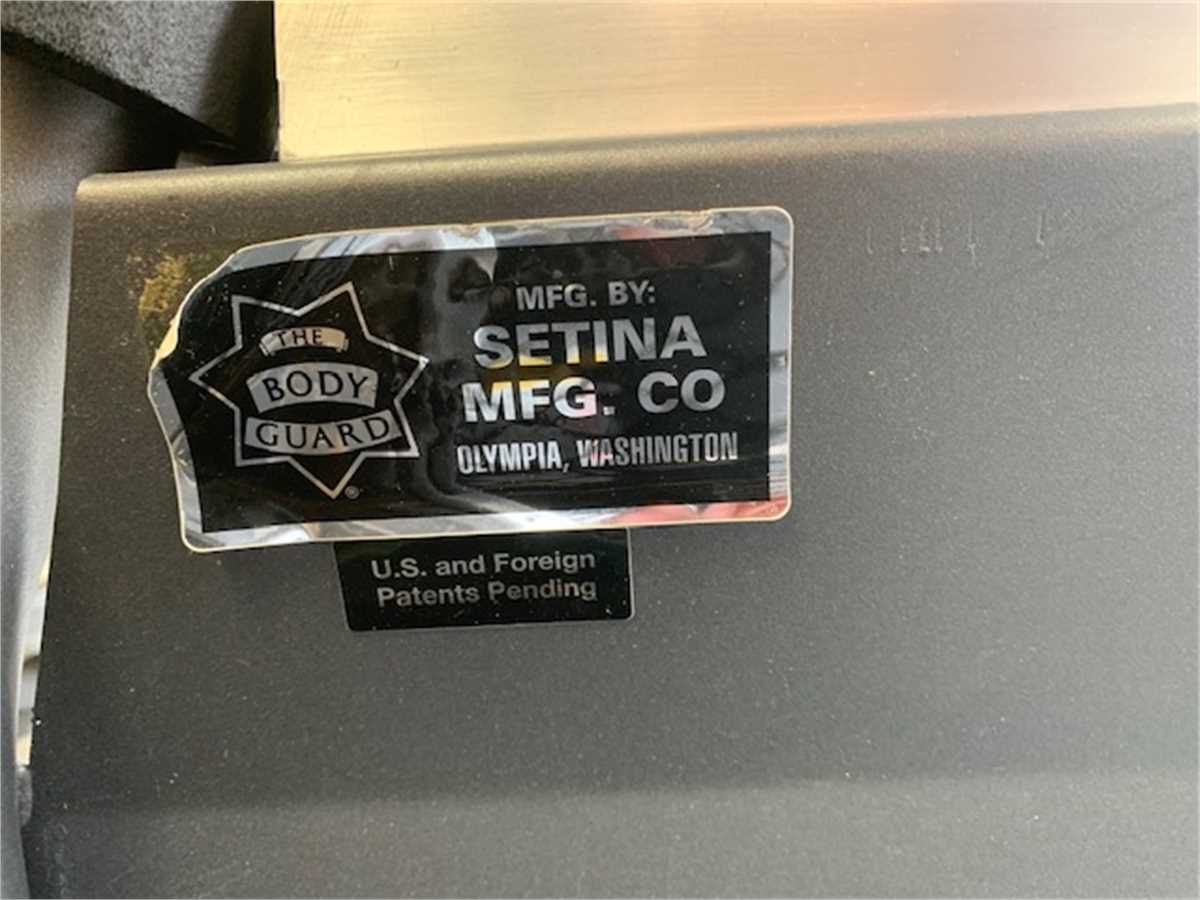 THE
BODY
GUARD
®
MFG. BY:
SETINA
MFG. CO
OLYMPIA, WASHINGTON
U.S. and Foreign
Patents Pending